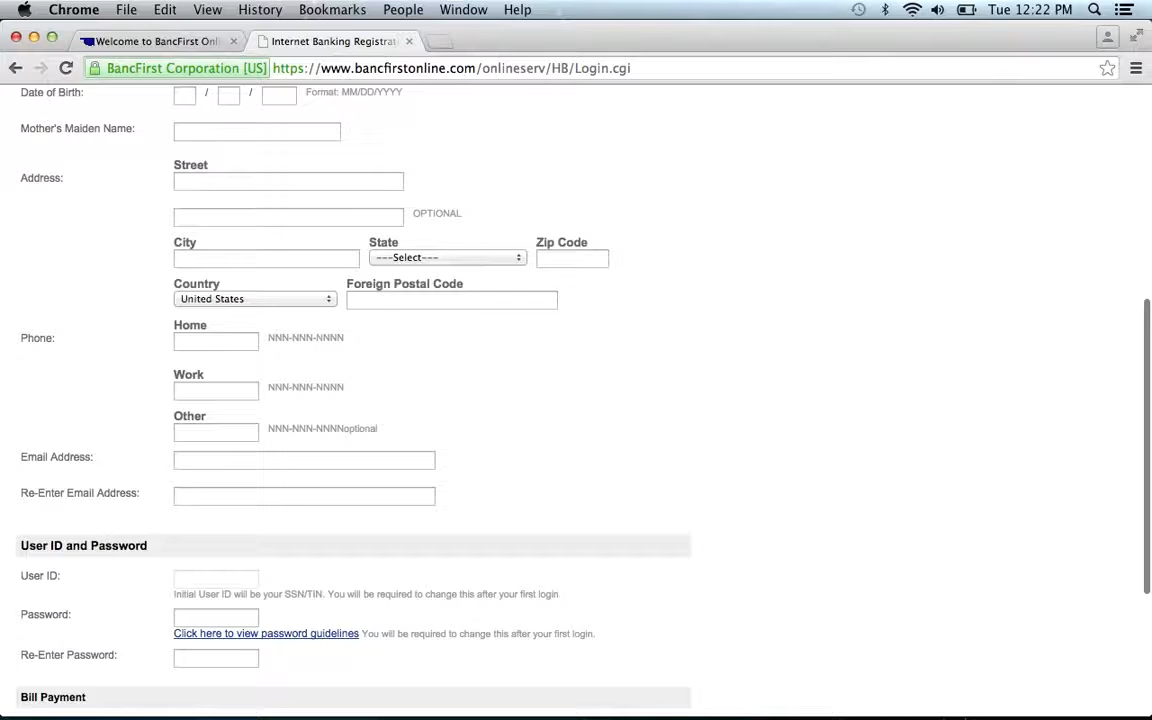 Chrome File Edit View History Bookmarks People Window Help Tue 12:22 PM
Welcome to BancFirst Onli × Internet Banking Registrat ×
BancFirst Corporation [US] https://www.bancfirstonline.com/onlineserv/HB/Login.cgi
Date of Birth: / / Format: MM/DD/YYYY
Mother's Maiden Name:
Street
Address:
OPTIONAL
City State Zip Code
---Select---
Country Foreign Postal Code
United States
Home
Phone: NNN-NNN-NNNN
Work
NNN-NNN-NNNN
Other
NNN-NNN-NNNNoptional
Email Address:
Re-Enter Email Address:
User ID and Password
User ID:
Initial User ID will be your SSN/TIN. You will be required to change this after your first login.
Password:
Click here to view password guidelines You will be required to change this after your first login.
Re-Enter Password:
Bill Payment